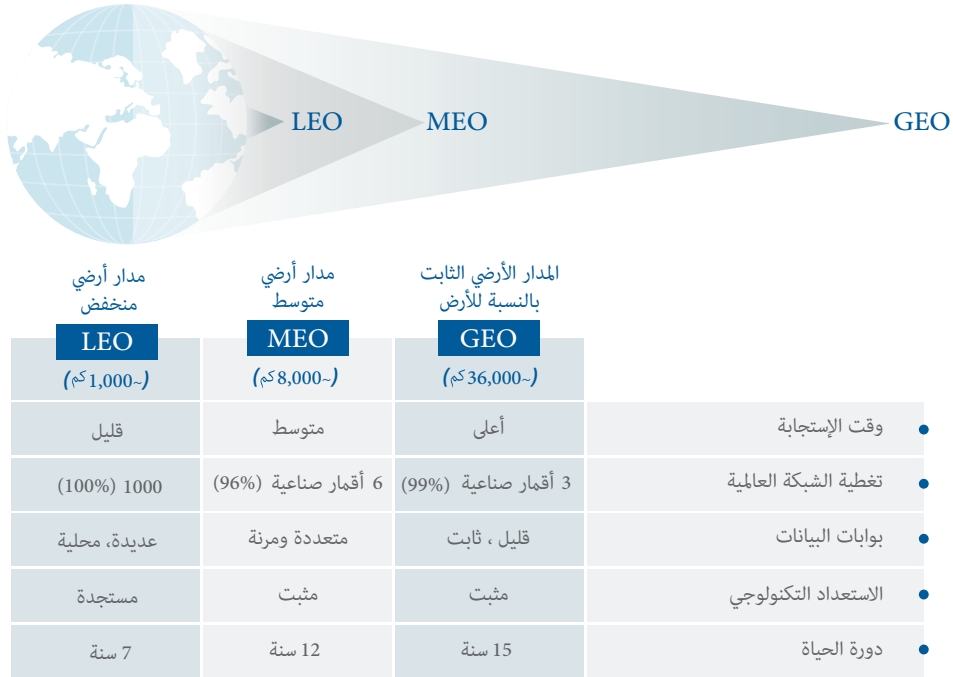 LEO
MEO
GEO
المدار الأرضي الثابت
بالنسبة للأرض
GEO
(~36,000 كم)
مدار أرضي
متوسط
MEO
(~8,000 كم)
مدار أرضي
منخفض
LEO
(~1,000 كم)
• وقت الإستجابة أعلى متوسط قليل
• تغطية الشبكة العالمية 3 أقمار صناعية (99%) 6 أقمار صناعية (96%) 1000 (100%)
• بوابات البيانات قليل ، ثابت متعددة ومرنة عديدة، محلية
• الاستعداد التكنولوجي مثبت مثبت مستجدة
• دورة الحياة 15 سنة 12 سنة 7 سنة